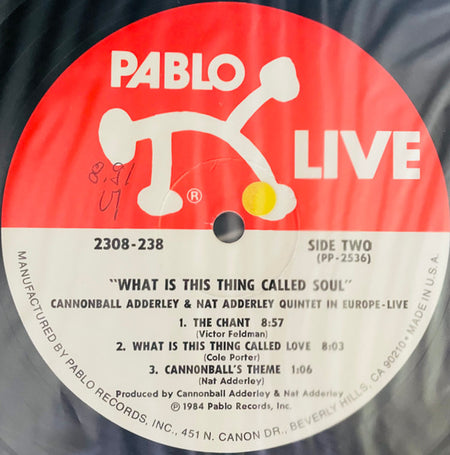 PABLO
LIVE
®
2308-238
SIDE TWO
(PP-2536)
"WHAT IS THIS THING CALLED SOUL"
CANNONBALL ADDERLEY & NAT ADDERLEY QUINTET IN EUROPE-LIVE
1. THE CHANT 8:57
(Victor Feldman)
2. WHAT IS THIS THING CALLED LOVE 8:03
(Cole Porter)
3. CANNONBALL'S THEME 1:06
(Nat Adderley)
Produced by Cannonball Adderley & Nat Adderley
℗ 1984 Pablo Records, Inc.
MANUFACTURED BY PABLO RECORDS, INC., 451 N. CANON DR., BEVERLY HILLS, CA 90210 • MADE IN U.S.A.